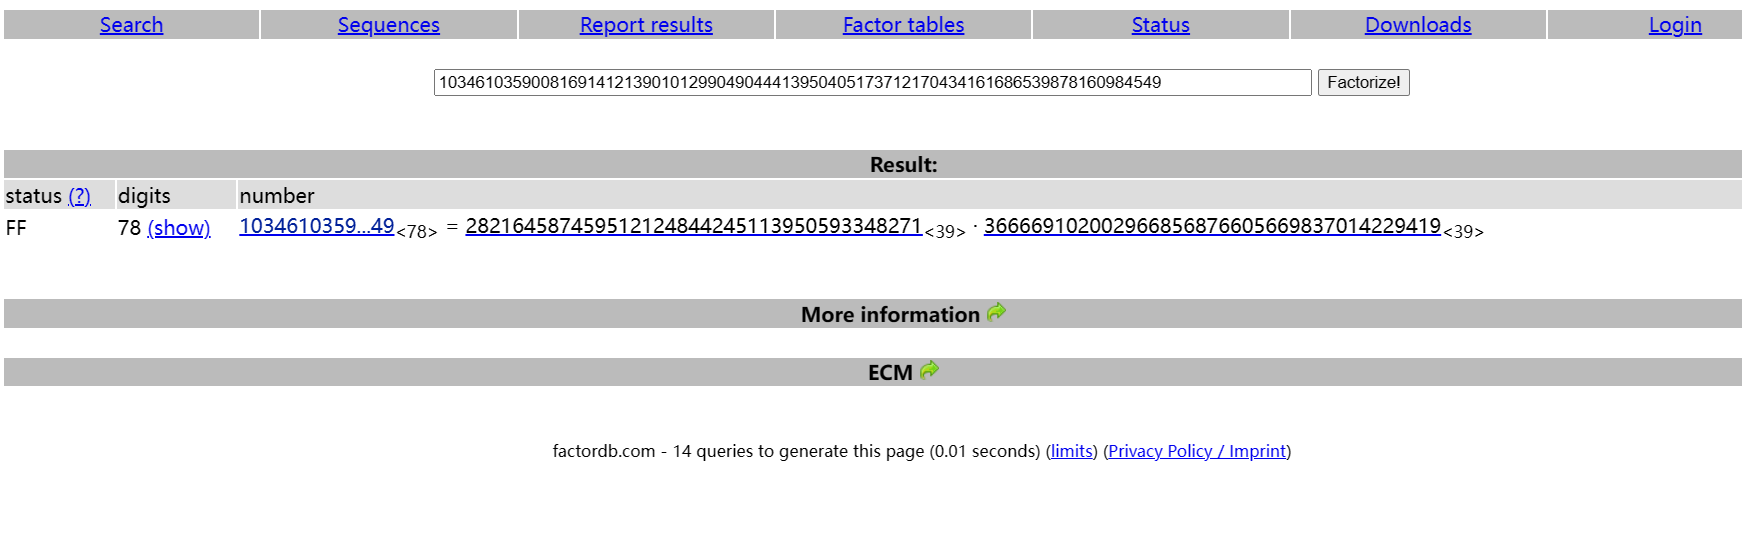 Search Sequences Report results Factor tables Status Downloads Login
103461035900816914121390101299049044413950405173712170434161686539878160984549 Factorize!
Result:
status (?) digits number
FF 78 (show) 1034610359...49<78> = 282164587459512124844245113950593348271<39> · 366669102002966856876605669837014229419<39>
More information
ECM
factordb.com - 14 queries to generate this page (0.01 seconds) (limits) (Privacy Policy / Imprint)